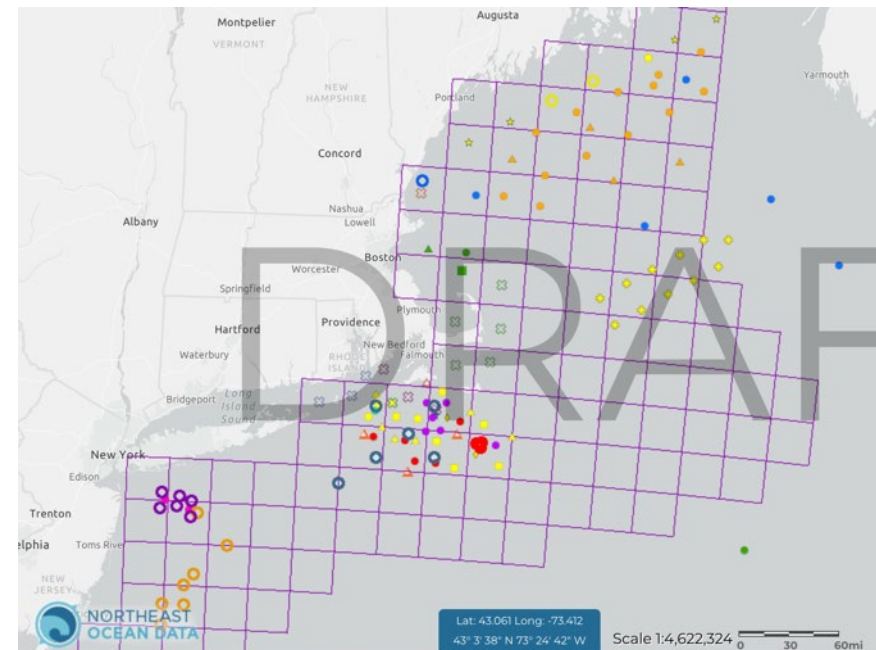 Montpelier
VERMONT
Augusta
NEW
HAMPSHIRE
Portland
Yarmouth
Concord
Nashua
Lowell
Albany
Boston
Worcester
Springfield
Plymouth
Hartford
Providence
New Bedford
Falmouth
Waterbury
RHODE
ISLAND
Bridgeport
Long
Island
Sound
New York
Edison
Trenton
elphia
Toms River
NEW
JERSEY
DRAF
NORTHEAST
OCEAN DATA
Lat: 43.061 Long: -73.412
43° 3' 38" N 73° 24' 42" W
Scale 1:4,622,324
0 30 60mi